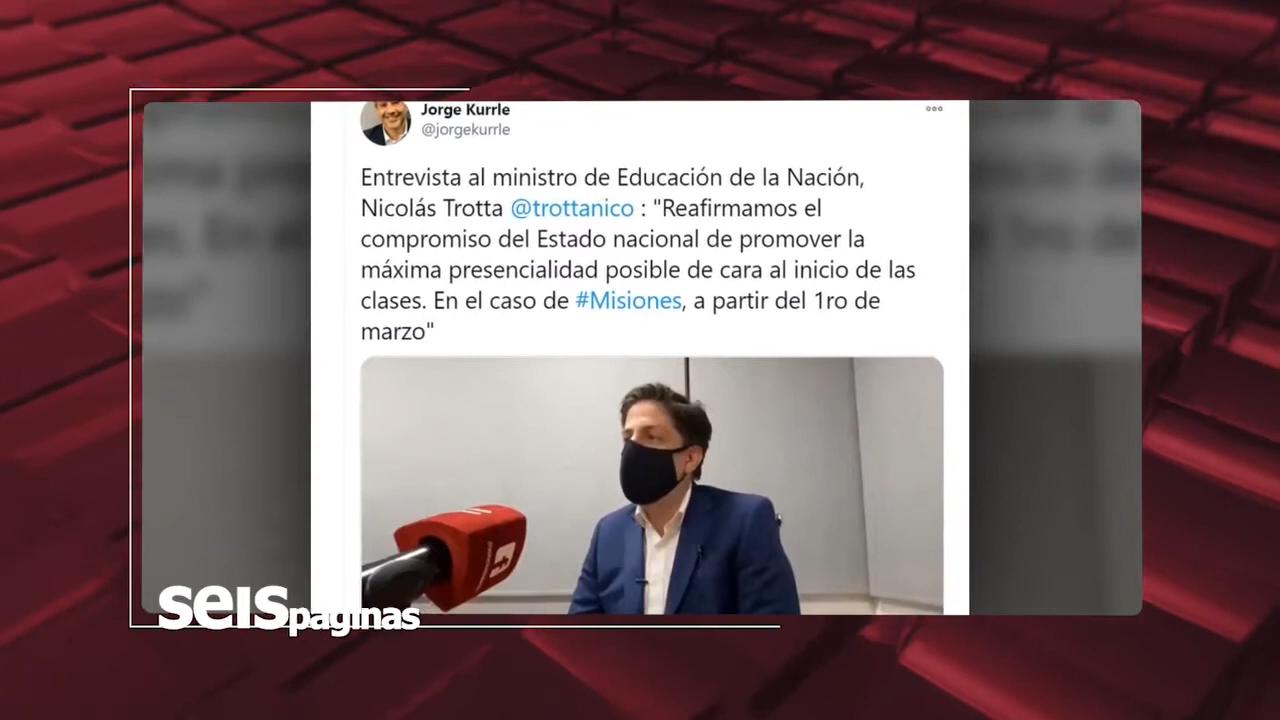 Jorge Kurrle
@jorgekurrle
Entrevista al ministro de Educación de la Nación,
Nicolás Trotta @trottanico : "Reafirmamos el
compromiso del Estado nacional de promover la
máxima presencialidad posible de cara al inicio de las
clases. En el caso de #Misiones, a partir del 1ro de
marzo"
seis
páginas